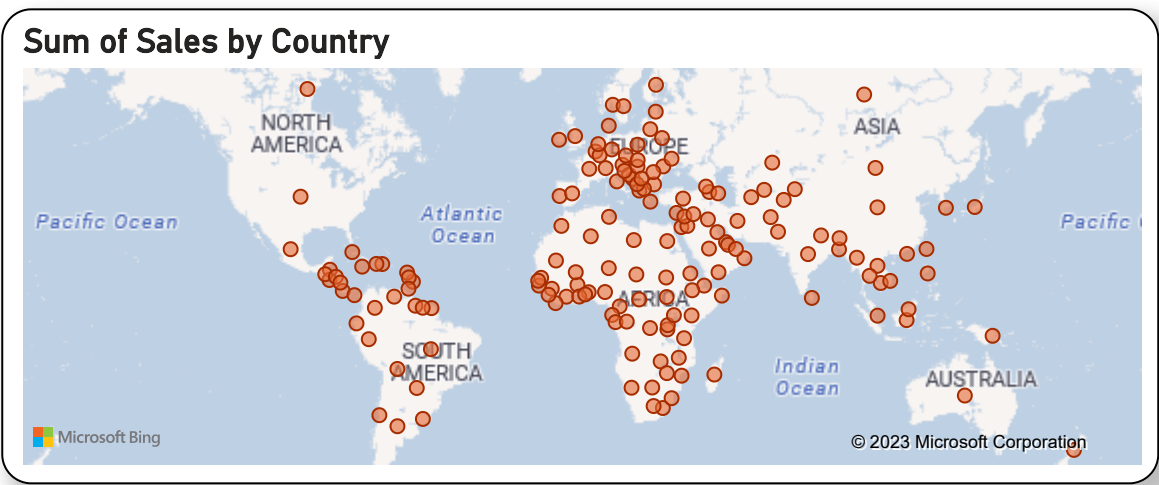 Sum of Sales by Country
NORTH
AMERICA
EUROPE
ASIA
Pacific Ocean
Atlantic
Ocean
Pacific
AFRICA
SOUTH
AMERICA
Indian
Ocean
AUSTRALIA
Microsoft Bing
© 2023 Microsoft Corporation